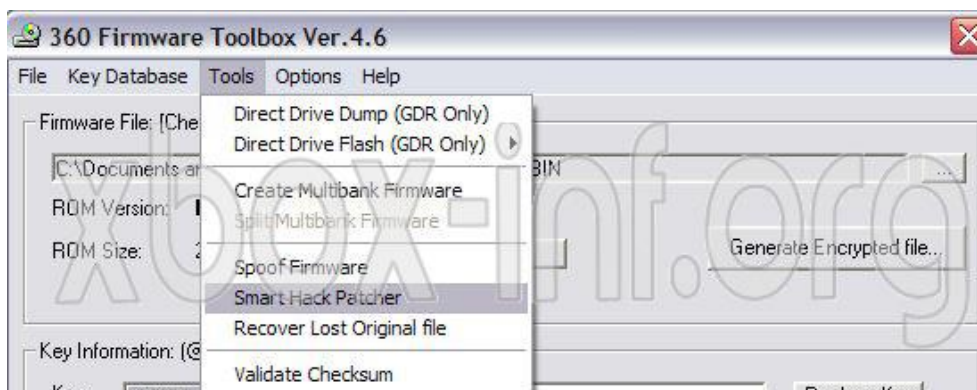 360 Firmware Toolbox Ver.4.6
File Key Database Tools Options Help
Firmware File: [Che
Direct Drive Dump (GDR Only)
Direct Drive Flash (GDR Only)
C:\Documents ar
BIN
...
Create Multibank Firmware
ROM Version:
Split Multibank Firmware
ROM Size:
Generate Encrypted file...
Spoof Firmware
Smart Hack Patcher
Recover Lost Original file
Key Information: (@
Validate Checksum
xbox-inf.org